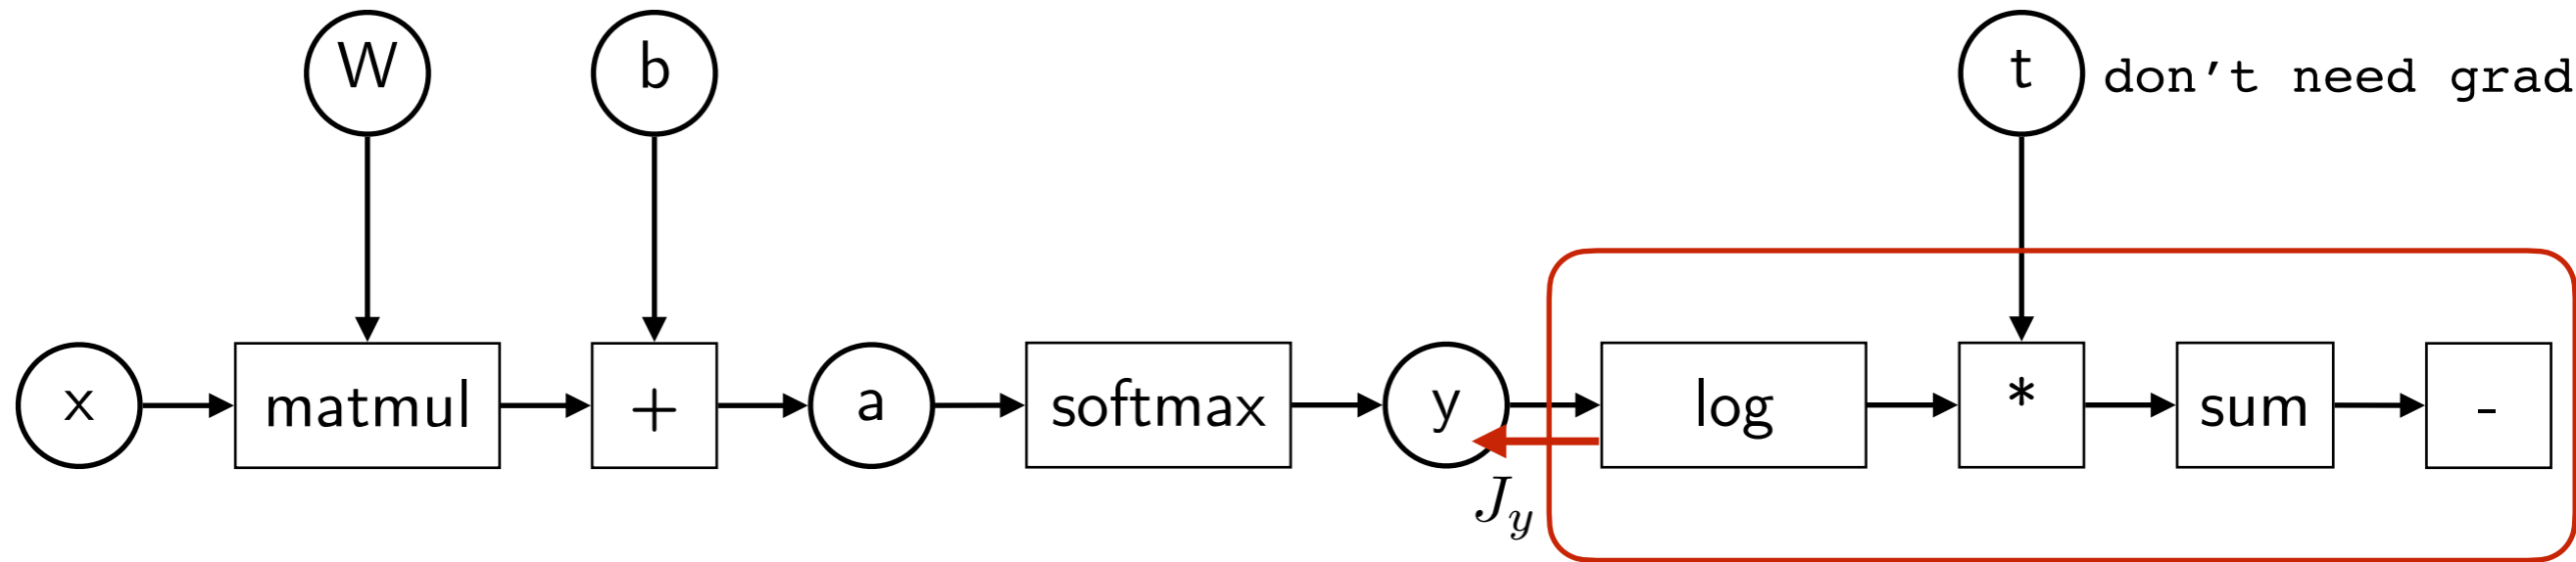 W
b
t don't need grad
x matmul + a softmax y log * sum -
J_y